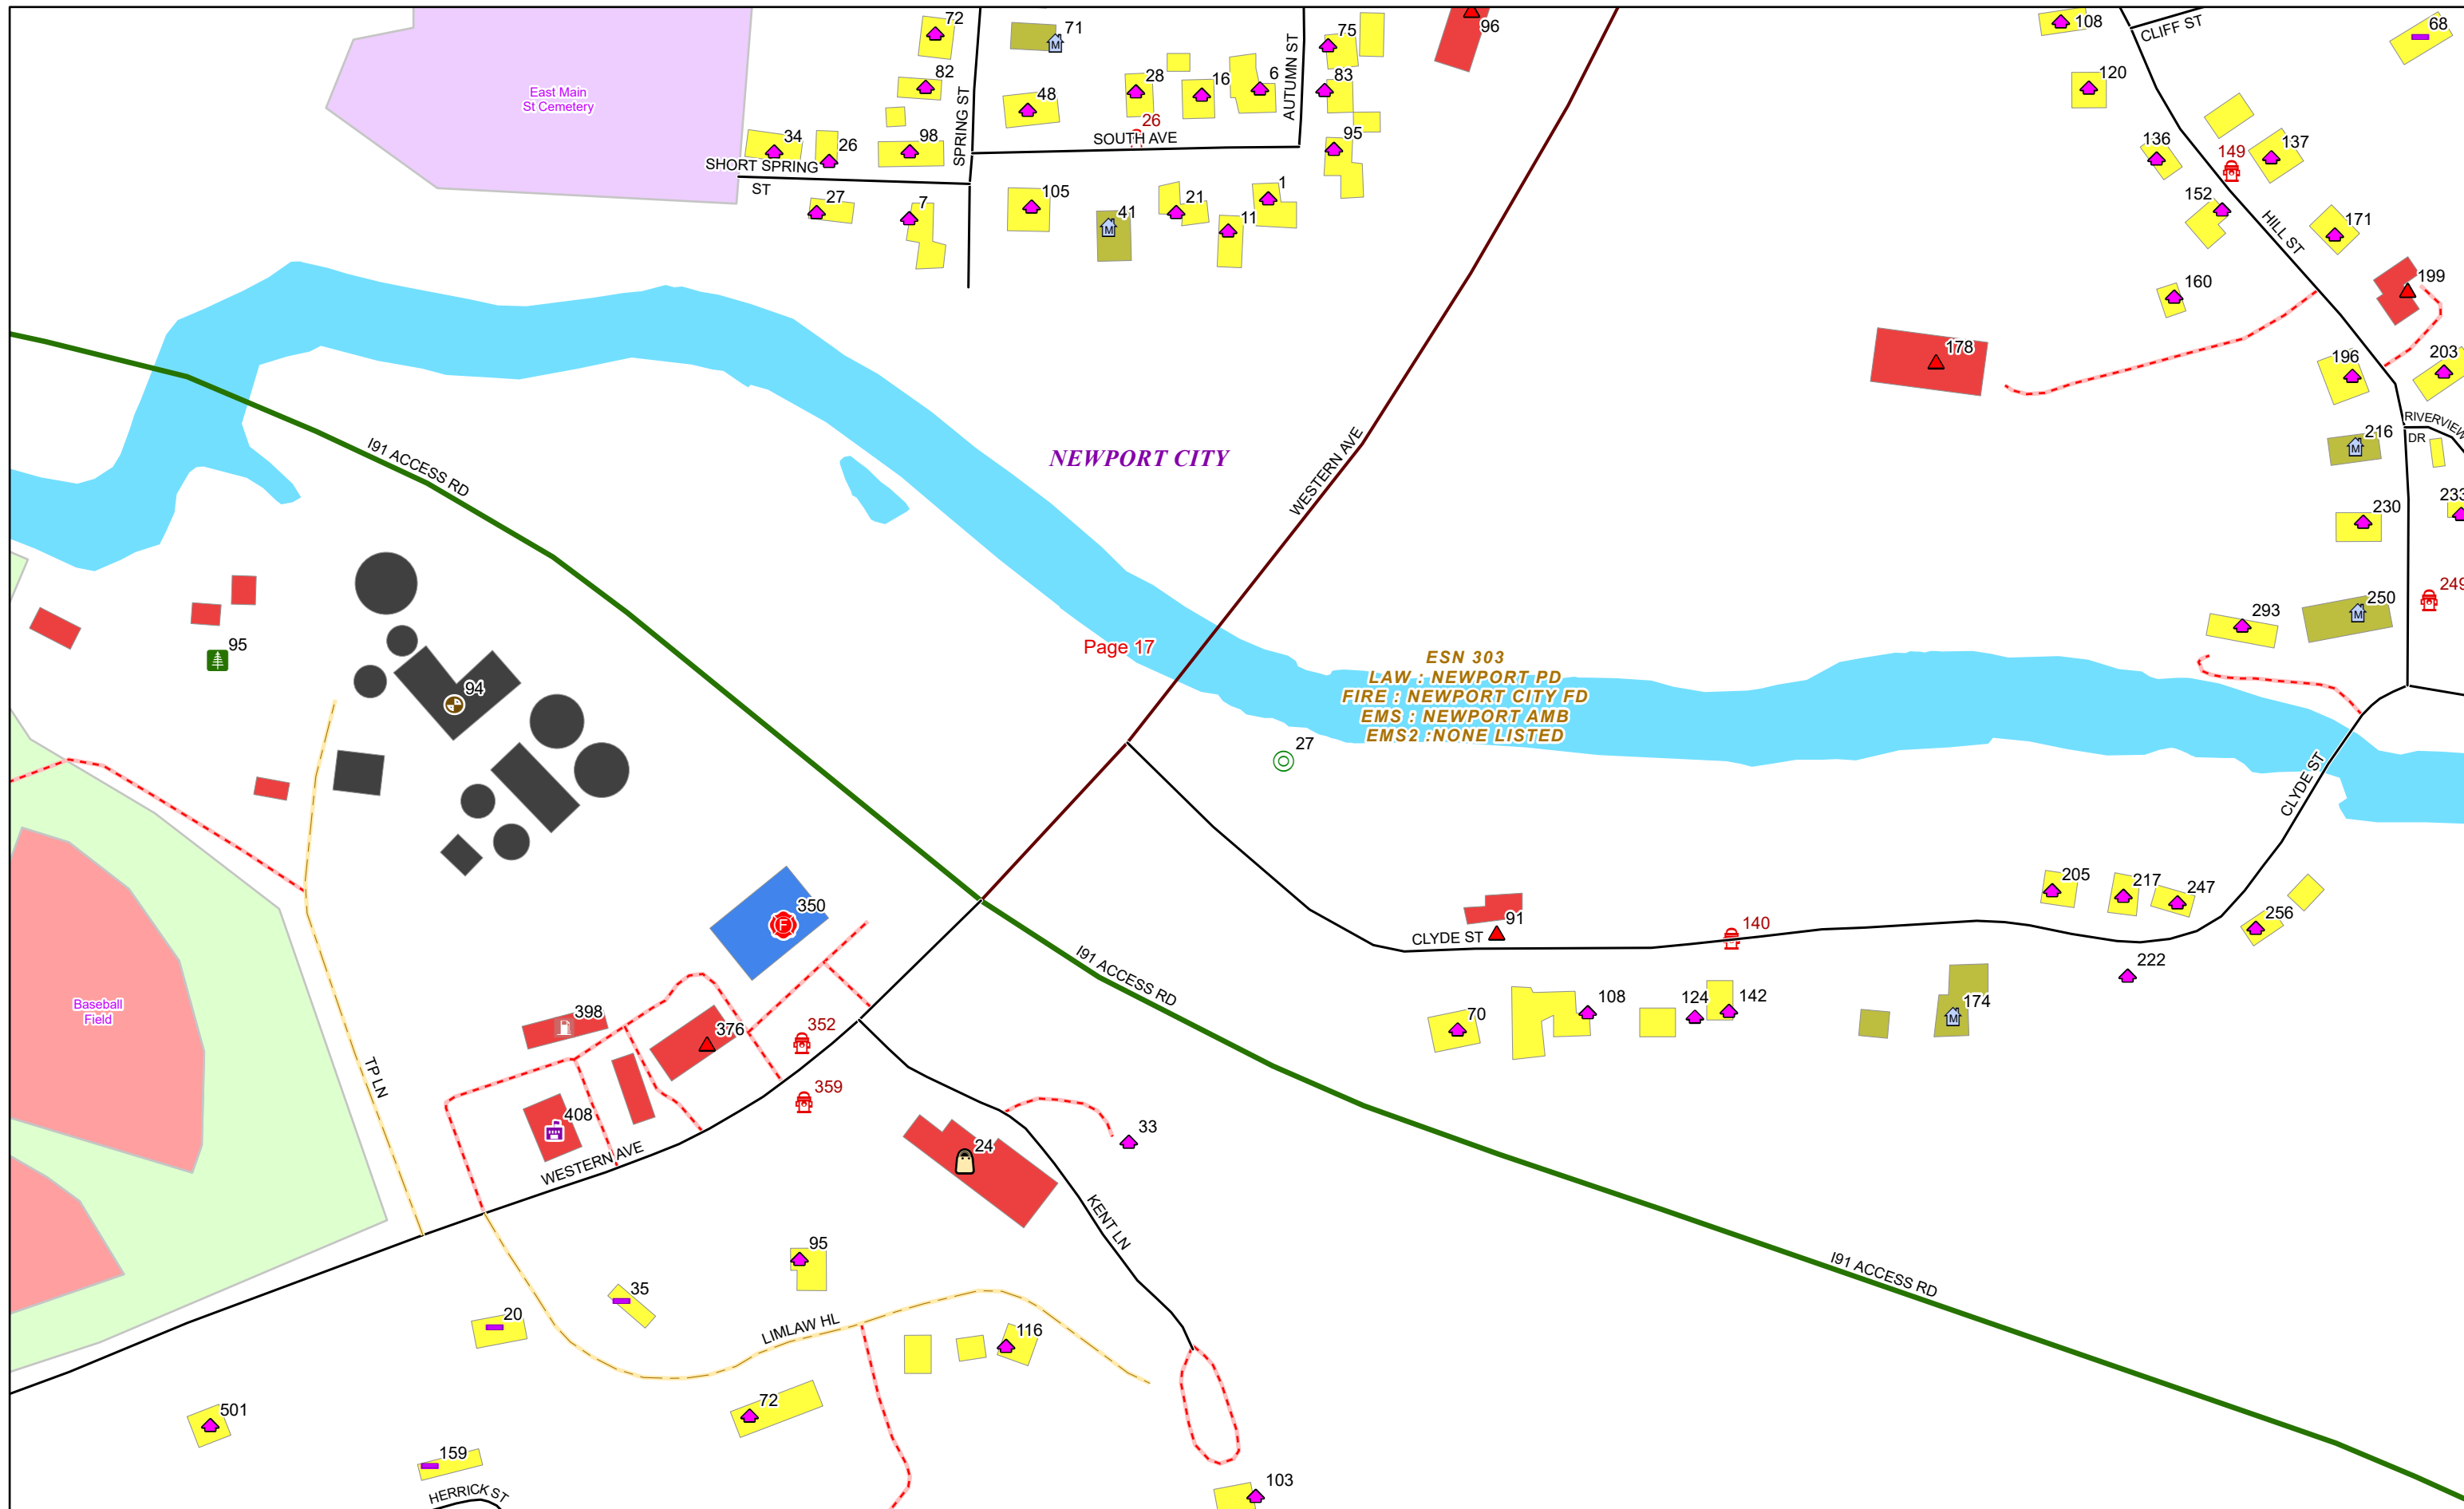 72
71
75
96
108
CLIFF ST
68
82
28
16
6
83
120
East Main
St Cemetery
48
AUTUMN ST
SPRING ST
26
34
26
98
SOUTH AVE
95
136
149
137
SHORT SPRING
ST
27
7
105
41
21
11
1
152
171
HILL ST
160
199
178
196
203
I91 ACCESS RD
NEWPORT CITY
WESTERN AVE
216
RIVERVIEW
DR
230
233
249
250
293
95
94
Page 17
ESN 303
LAW : NEWPORT PD
FIRE : NEWPORT CITY FD
EMS : NEWPORT AMB
EMS2 :NONE LISTED
27
CLYDE ST
350
205
217
247
256
91
CLYDE ST
140
222
I91 ACCESS RD
Baseball
Field
398
376
352
70
108
124
142
174
TP LN
359
408
WESTERN AVE
24
33
KENT LN
95
35
20
LIMLAW HL
116
I91 ACCESS RD
72
501
159
HERRICK ST
103